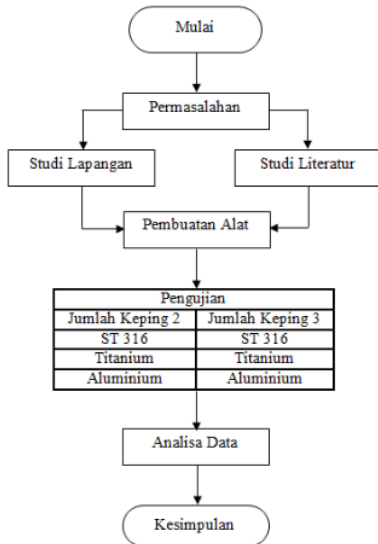 Mulai
Permasalahan
Studi Lapangan
Studi Literatur
Pembuatan Alat
Pengujian
Jumlah Keping 2
Jumlah Keping 3
ST 316
ST 316
Titanium
Titanium
Aluminium
Aluminium
Analisa Data
Kesimpulan